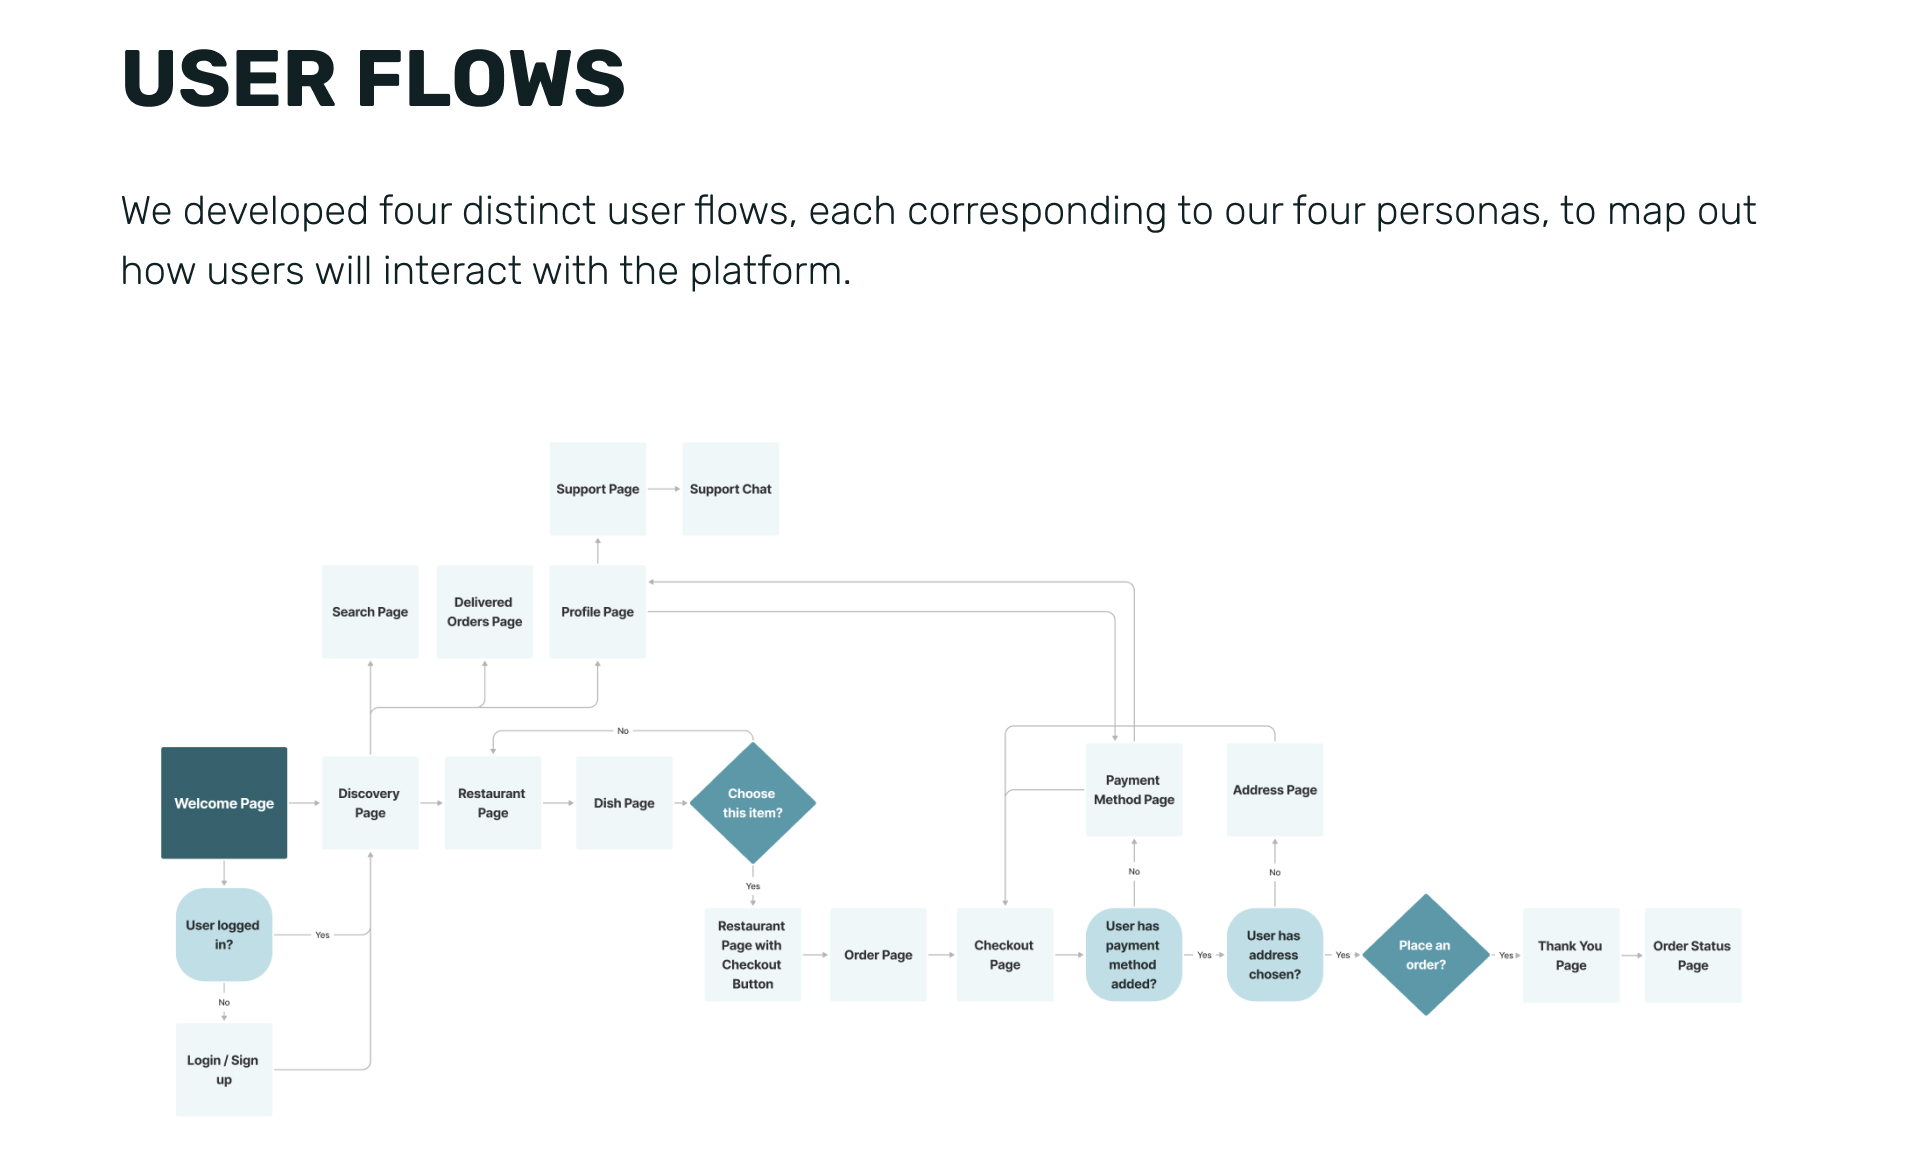 USER FLOWS
We developed four distinct user flows, each corresponding to our four personas, to map out
how users will interact with the platform.
Support Page
Support Chat
Search Page
Delivered
Orders Page
Profile Page
No
Welcome Page
Discovery
Page
Restaurant
Page
Dish Page
Choose
this item?
Payment
Method Page
Address Page
Yes
No
No
User logged
in?
Yes
Restaurant
Page with
Checkout
Button
Order Page
Checkout
Page
User has
payment
method
added?
Yes
User has
address
chosen?
Yes
Place an
order?
Yes
Thank You
Page
Order Status
Page
No
Login / Sign
up